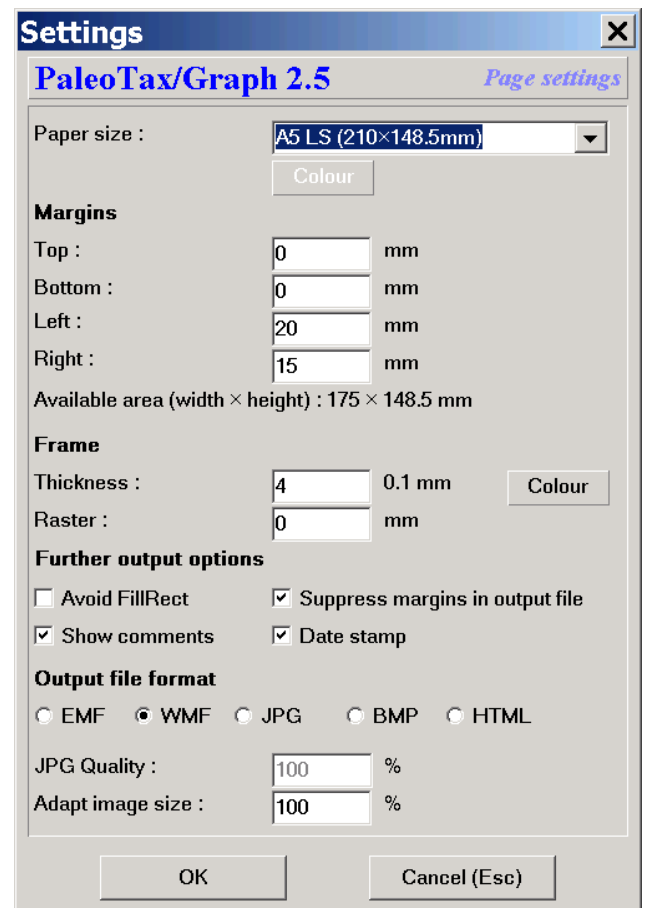 Settings
PaleoTax/Graph 2.5 Page settings
Paper size : A5 LS (210×148.5mm)
Colour
Margins
Top : 0 mm
Bottom : 0 mm
Left : 20 mm
Right : 15 mm
Available area (width × height) : 175 × 148.5 mm
Frame
Thickness : 4 0.1 mm Colour
Raster : 0 mm
Further output options
Avoid FillRect Suppress margins in output file
Show comments Date stamp
Output file format
EMF WMF JPG BMP HTML
JPG Quality : 100 %
Adapt image size : 100 %
OK Cancel (Esc)